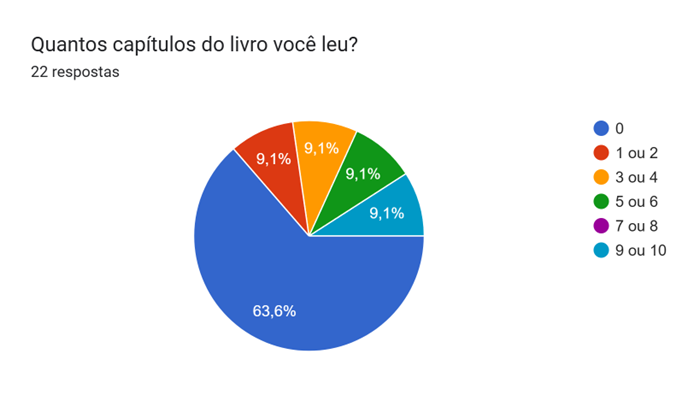 Quantos capítulos do livro você leu?
22 respostas
9,1%
9,1%
9,1%
9,1%
63,6%
0
1 ou 2
3 ou 4
5 ou 6
7 ou 8
9 ou 10